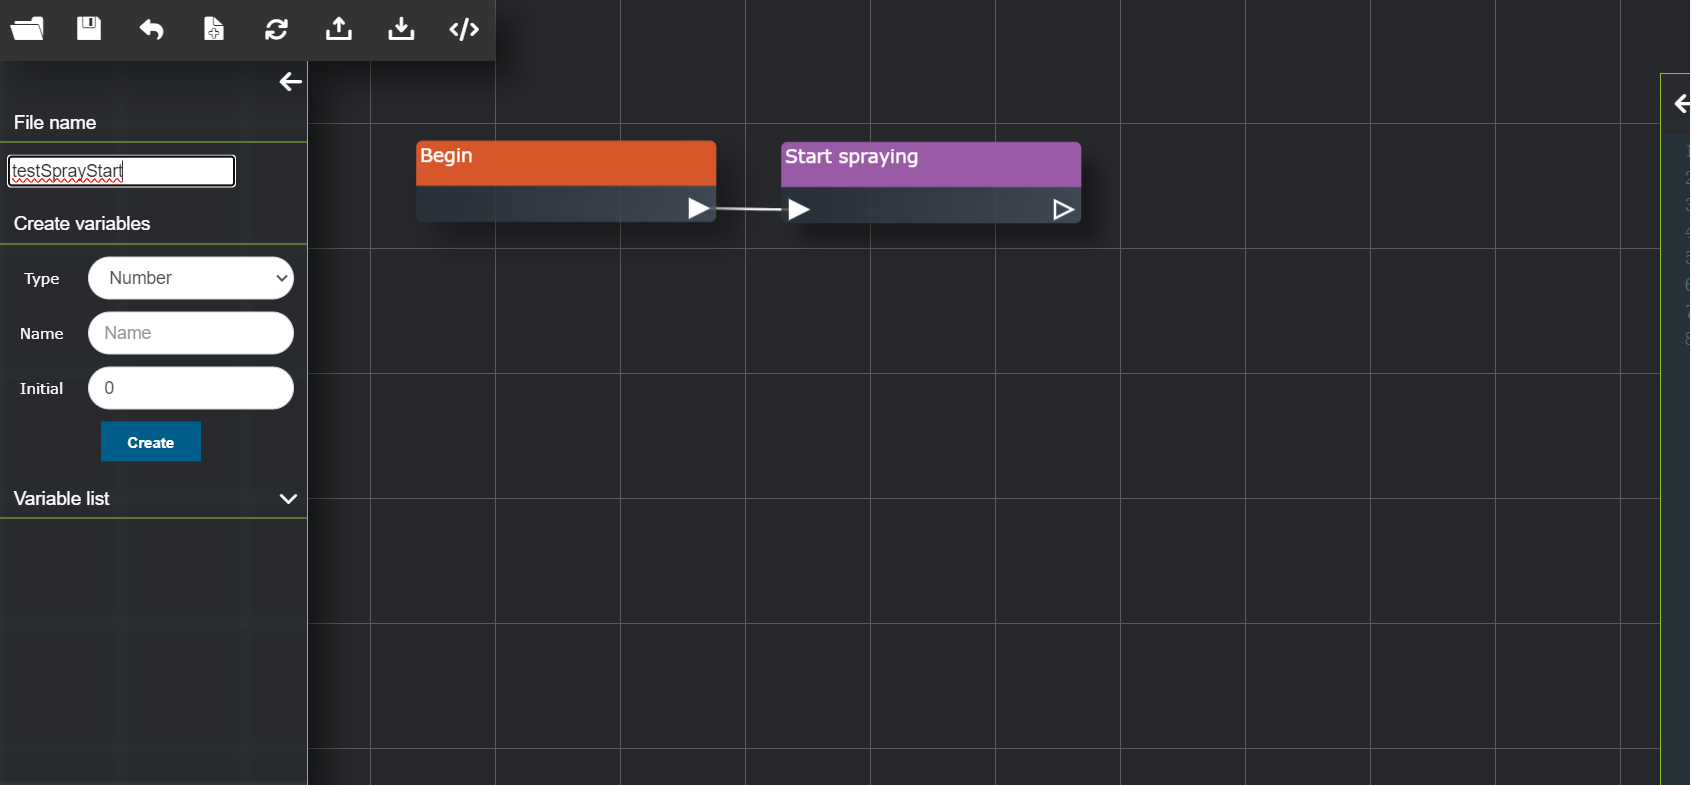 File name
testSprayStart
Create variables
Type Number
Name Name
Initial 0
Create
Variable list
Begin
Start spraying